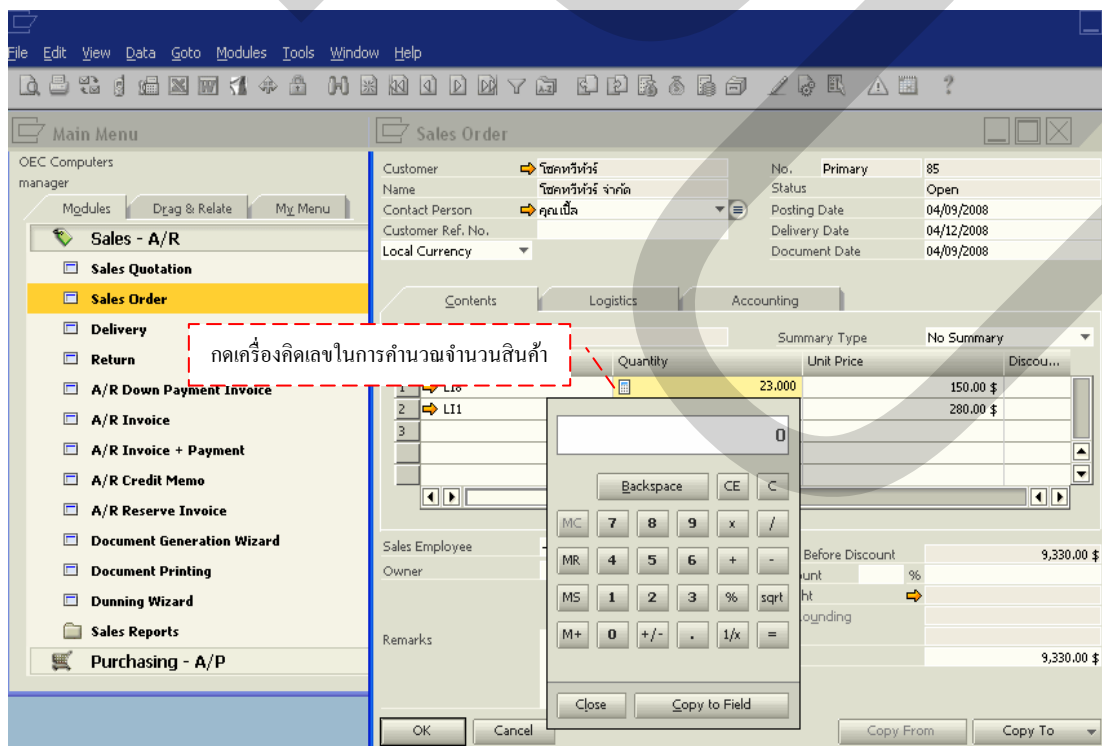 File Edit View Data Goto Modules Tools Window Help
Main Menu
OEC Computers
manager
Modules Drag & Relate My Menu
Sales - A/R
Sales Quotation
Sales Order
Delivery
Return
A/R Down Payment Invoice
A/R Invoice
A/R Invoice + Payment
A/R Credit Memo
A/R Reserve Invoice
Document Generation Wizard
Document Printing
Dunning Wizard
Sales Reports
Purchasing - A/P
Sales Order
Customer โชคทวีทัวร์
Name โชคทวีทัวร์ จำกัด
Contact Person คุณเปิ้ล
Customer Ref. No.
Local Currency
No. Primary 85
Status Open
Posting Date 04/09/2008
Delivery Date 04/12/2008
Document Date 04/09/2008
Contents Logistics Accounting
Summary Type No Summary
กดเครื่องคิดเลขในการคำนวณจำนวนสินค้า
Quantity Unit Price Discou...
1 LI8 23.000 150.00 $
2 LI1 280.00 $
3
0
Backspace CE C
MC 7 8 9 x /
MR 4 5 6 + -
MS 1 2 3 % sqrt
M+ 0 +/- . 1/x =
Close Copy to Field
Sales Employee
Owner
Remarks
Before Discount 9,330.00 $
%
9,330.00 $
OK Cancel Copy From Copy To